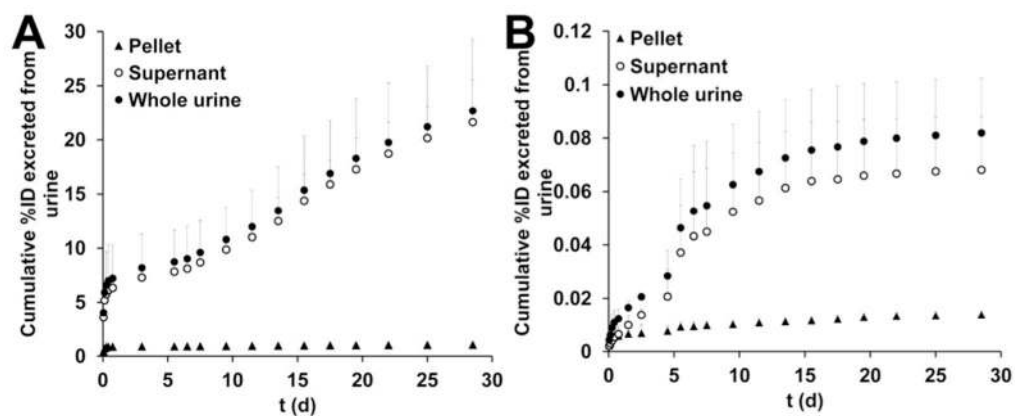 A
Cumulative %ID excreted from
urine
30
25
20
15
10
5
0
Pellet
Supernant
Whole urine
0 5 10 15 20 25 30
t (d)
B
Cumulative %ID excreted from
urine
0.12
0.1
0.08
0.06
0.04
0.02
0
Pellet
Supernant
Whole urine
0 5 10 15 20 25 30
t (d)